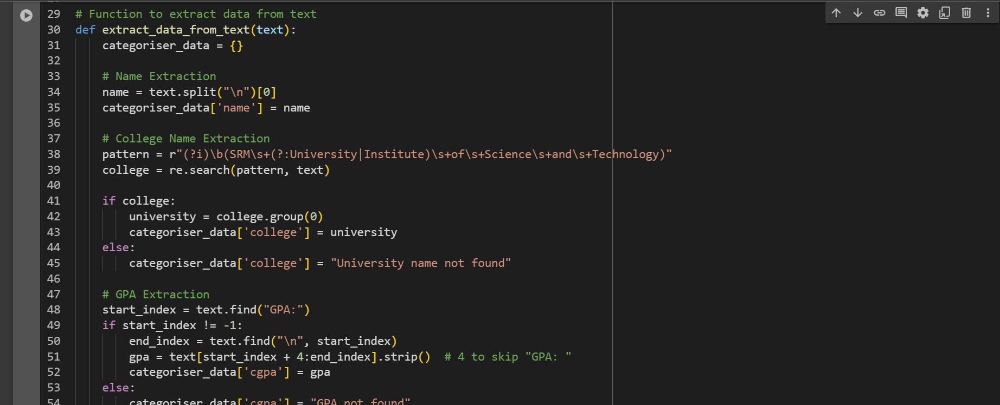 29 # Function to extract data from text
30 def extract_data_from_text(text):
31     categoriser_data = {}
32
33     # Name Extraction
34     name = text.split("\n")[0]
35     categoriser_data['name'] = name
36
37     # College Name Extraction
38     pattern = r"(?i)\b(SRM\s+(?:University|Institute)\s+of\s+Science\s+and\s+Technology)"
39     college = re.search(pattern, text)
40
41     if college:
42         university = college.group(0)
43         categoriser_data['college'] = university
44     else:
45         categoriser_data['college'] = "University name not found"
46
47     # GPA Extraction
48     start_index = text.find("GPA:")
49     if start_index != -1:
50         end_index = text.find("\n", start_index)
51         gpa = text[start_index + 4:end_index].strip()  # 4 to skip "GPA: "
52         categoriser_data['cgpa'] = gpa
53     else:
54         categoriser_data['cgpa'] = "GPA not found"